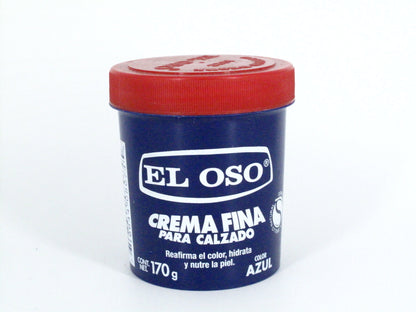 EL OSO®
CREMA FINA
PARA CALZADO
Reafirma el color, hidrata
y nutre la piel.
CONT.
NET. 170 g
COLOR
AZUL